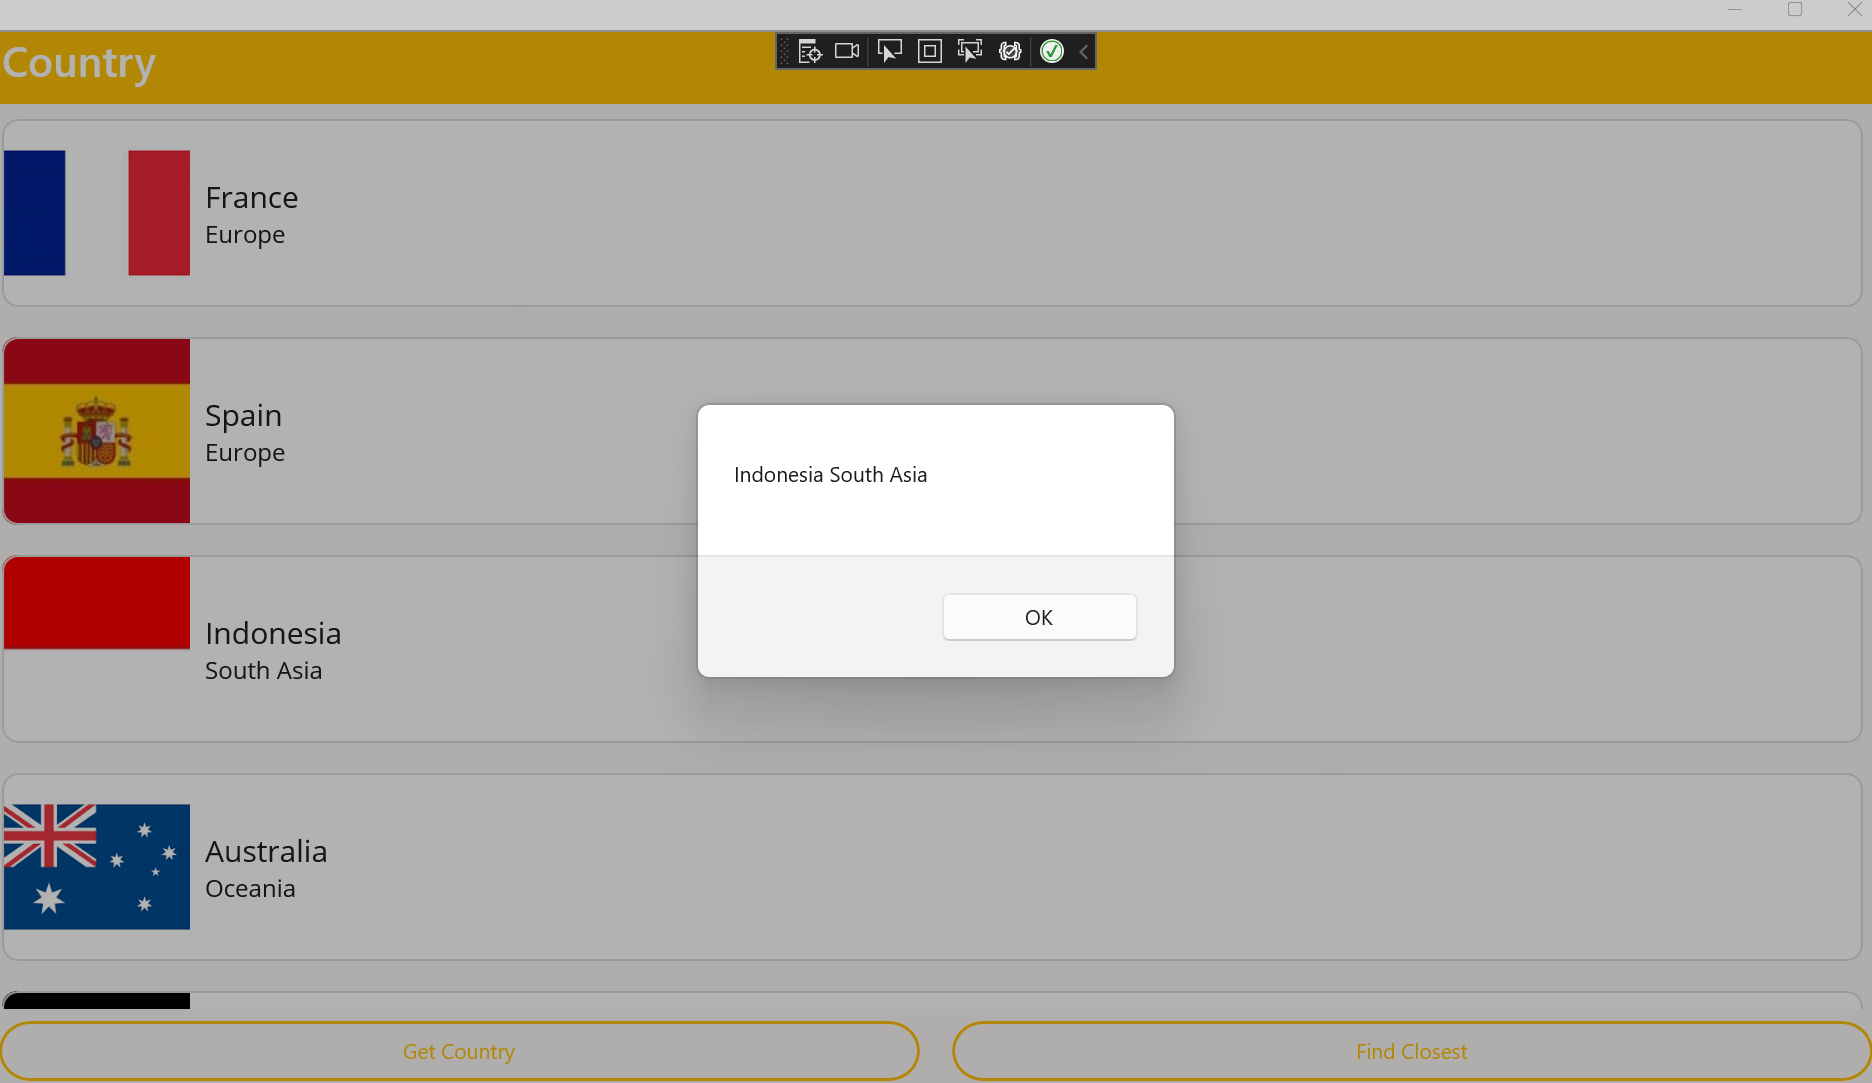 Country
France
Europe
Spain
Europe
Indonesia South Asia
OK
Indonesia
South Asia
Australia
Oceania
Get Country
Find Closest